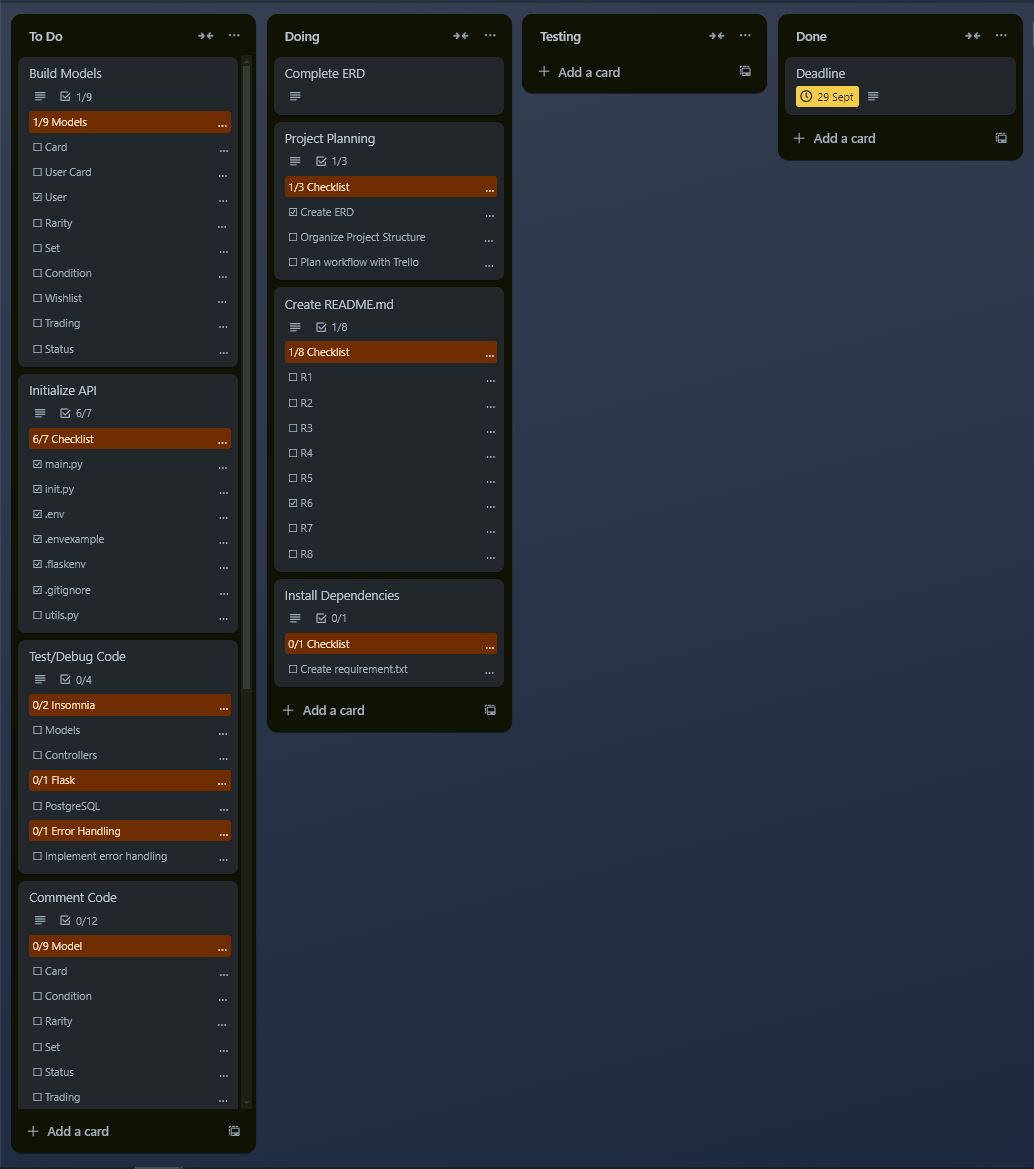 To Do
Build Models
1/9
1/9 Models
Card
User Card
User
Rarity
Set
Condition
Wishlist
Trading
Status
Initialize API
6/7
6/7 Checklist
main.py
init.py
.env
.envexample
.flaskenv
.gitignore
utils.py
Test/Debug Code
0/4
0/2 Insomnia
Models
Controllers
0/1 Flask
PostgreSQL
0/1 Error Handling
Implement error handling
Comment Code
0/12
0/9 Model
Card
Condition
Rarity
Set
Status
Trading
Add a card
Doing
Complete ERD
Project Planning
1/3
1/3 Checklist
Create ERD
Organize Project Structure
Plan workflow with Trello
Create README.md
1/8
1/8 Checklist
R1
R2
R3
R4
R5
R6
R7
R8
Install Dependencies
0/1
0/1 Checklist
Create requirement.txt
Add a card
Testing
Add a card
Done
Deadline
29 Sept
Add a card